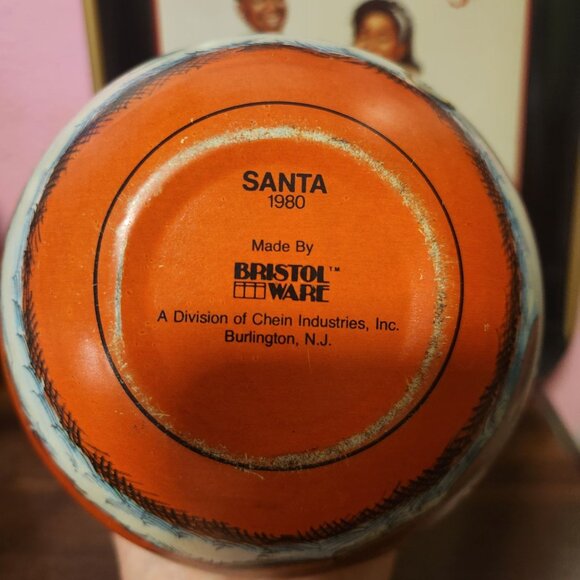 SANTA
1980
Made By
BRISTOL™
WARE
A Division of Chein Industries, Inc.
Burlington, N.J.